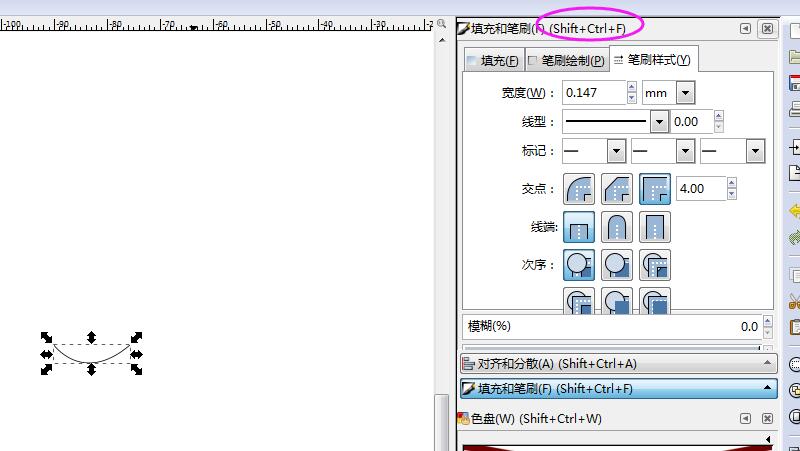 -100 -90 -80 -70 -60 -50 -40 -30 -2
填充和笔刷(F) (Shift+Ctrl+F)
填充(F) 笔刷绘制(P) 笔刷样式(Y)
宽度(W): 0.147 mm
线型: 0.00
标记:
交点: 4.00
线端:
次序:
模糊(%) 0.0
对齐和分散(A) (Shift+Ctrl+A)
填充和笔刷(F) (Shift+Ctrl+F)
色盘(W) (Shift+Ctrl+W)